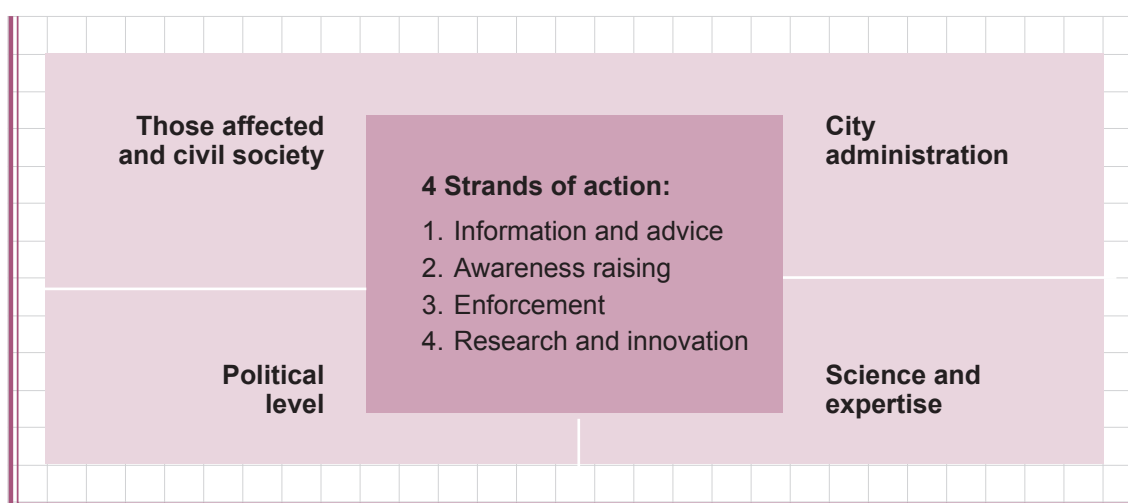 Those affected
and civil society
City
administration
4 Strands of action:
1. Information and advice
2. Awareness raising
3. Enforcement
4. Research and innovation
Political
level
Science and
expertise